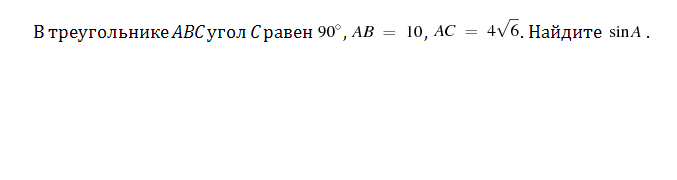 В треугольнике ABC угол C равен 90°, AB = 10, AC = 4√6. Найдите sinA .